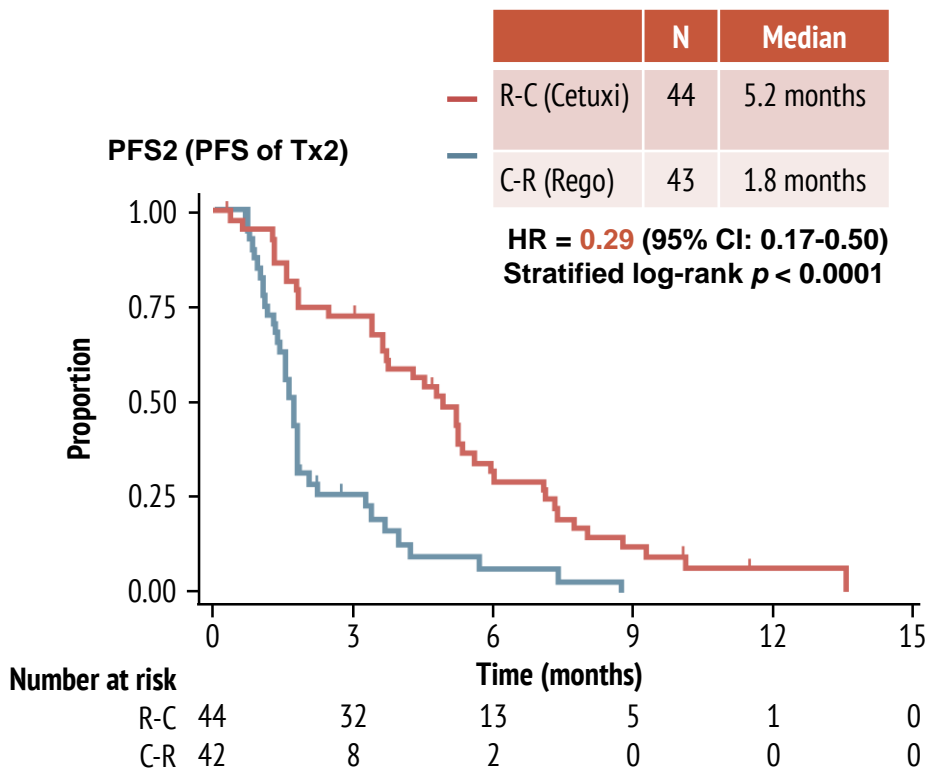 N Median
R-C (Cetuxi) 44 5.2 months
PFS2 (PFS of Tx2)
C-R (Rego) 43 1.8 months
HR = 0.29 (95% CI: 0.17-0.50)
Stratified log-rank p < 0.0001
Proportion
1.00
0.75
0.50
0.25
0.00
0 3 6 9 12 15
Time (months)
Number at risk
R-C 44 32 13 5 1 0
C-R 42 8 2 0 0 0